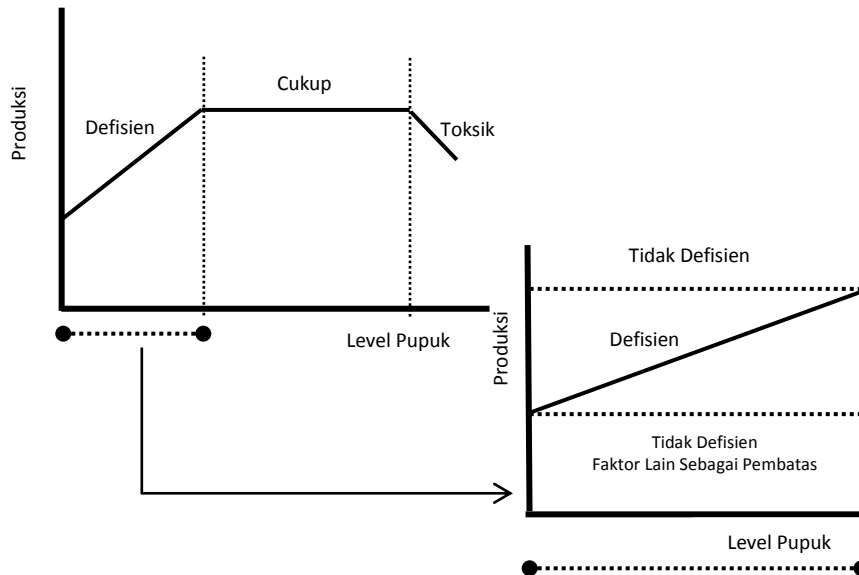 Cukup
Defisien
Toksik
Produksi
Level Pupuk
Tidak Defisien
Defisien
Produksi
Tidak Defisien
Faktor Lain Sebagai Pembatas
Level Pupuk